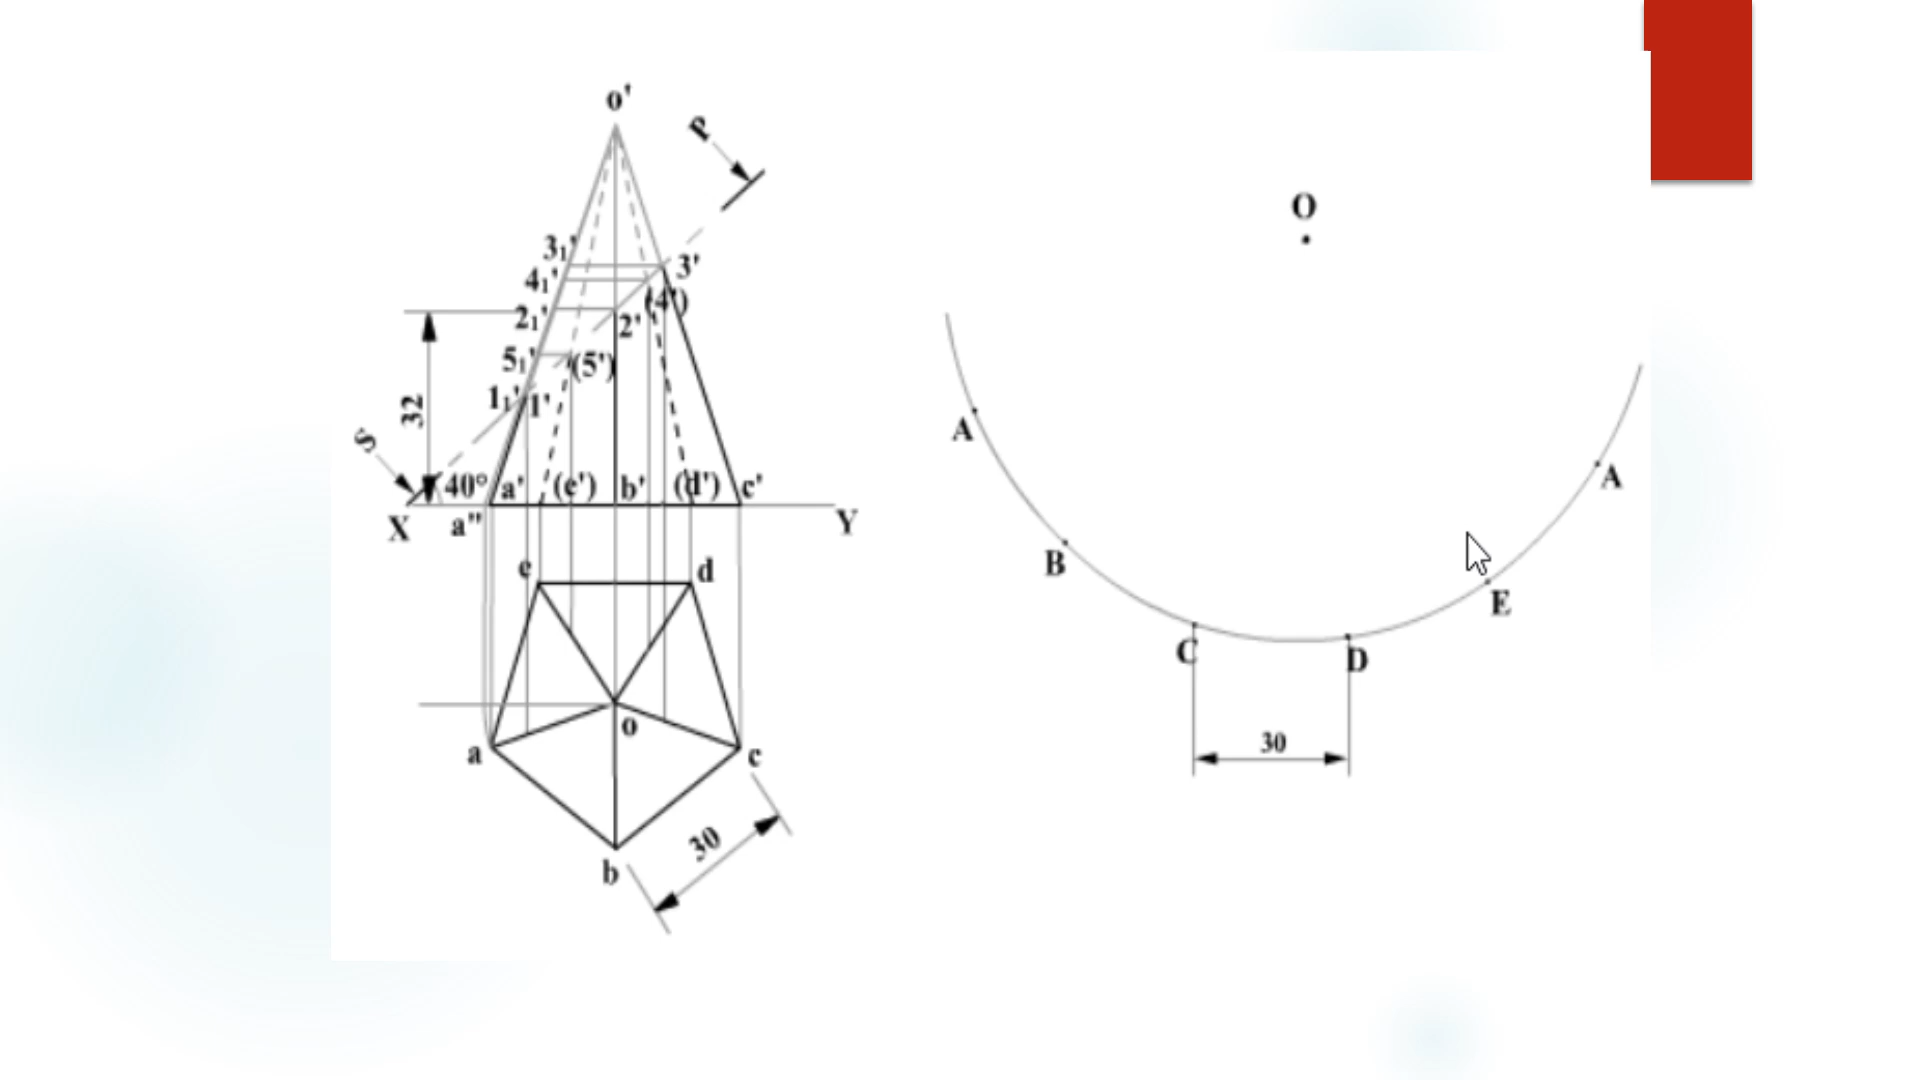 o'
P
3₁'
3'
4₁'
(4')
2₁'
2'
5₁'
(5')
1₁'
1'
32
S
40°
a'
(e')
b'
(d')
c'
X
a"
Y
e
d
o
a
c
b
30
O
A
A
B
E
C
D
30